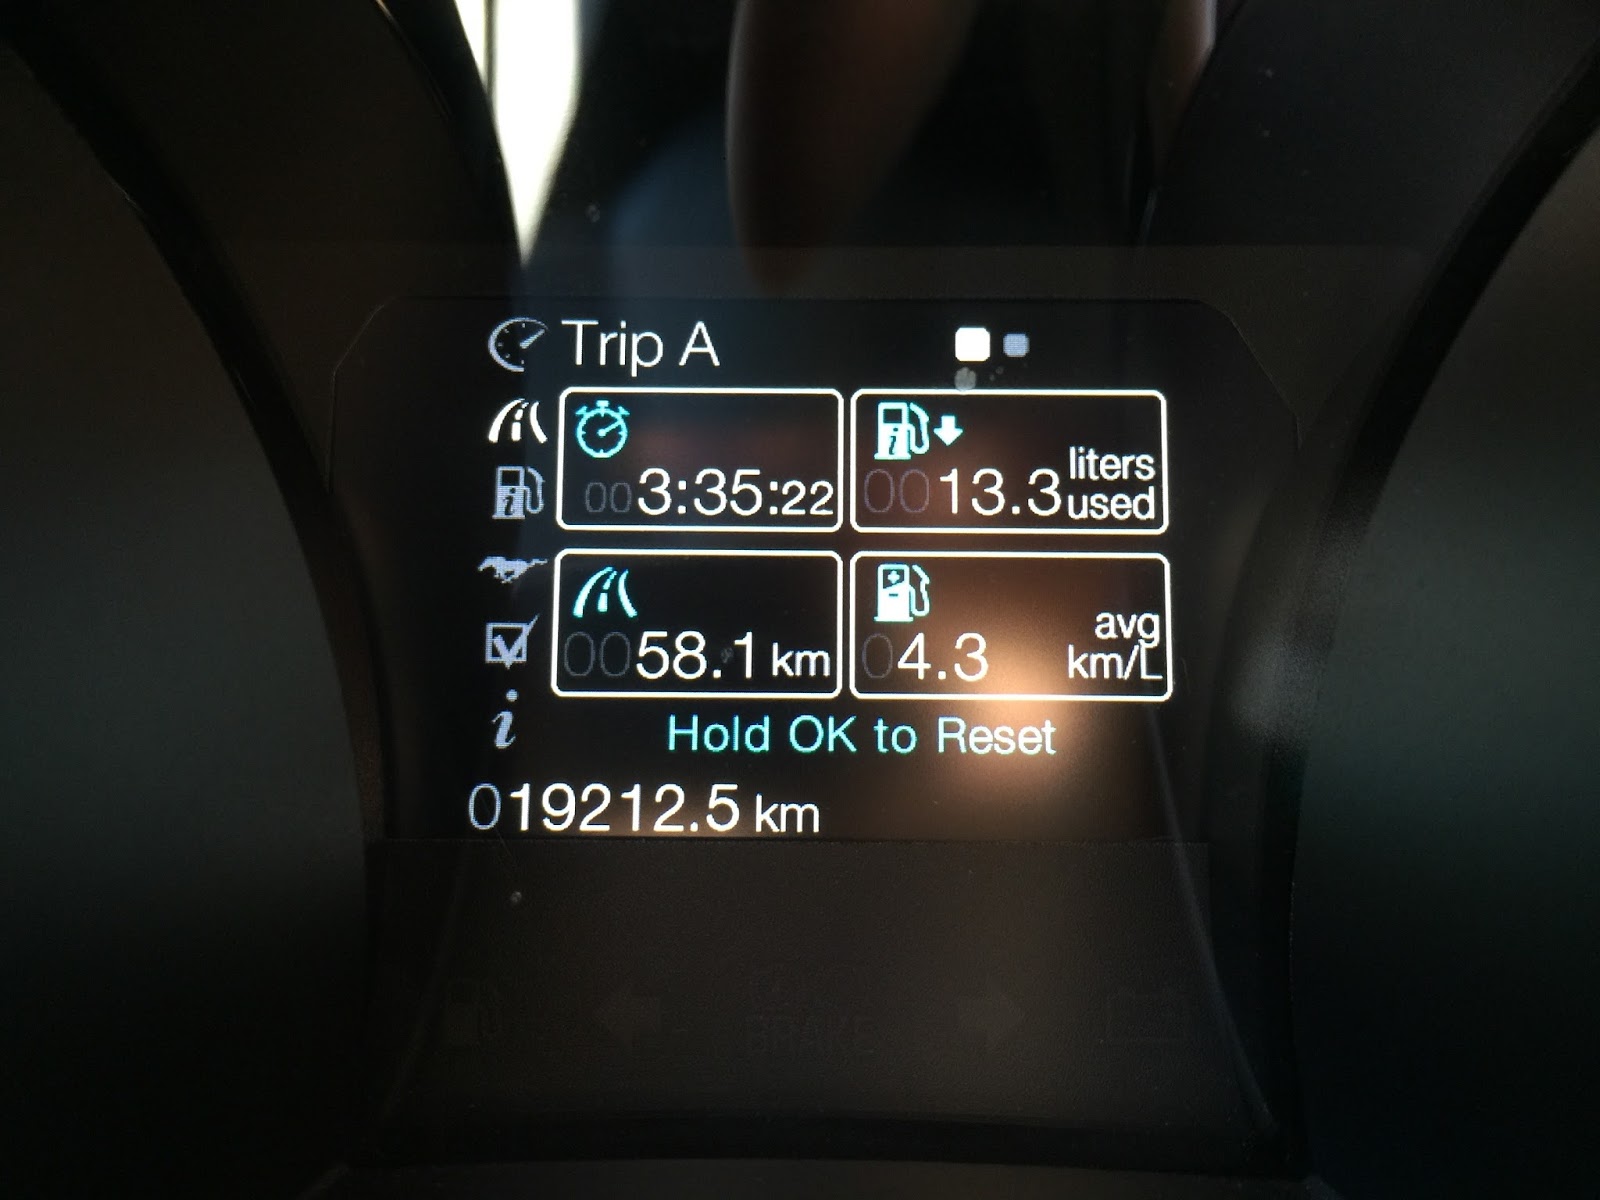 Trip A
003:35:22
0013.3 liters used
0058.1 km
04.3 avg km/L
Hold OK to Reset
019212.5 km
BRAKE